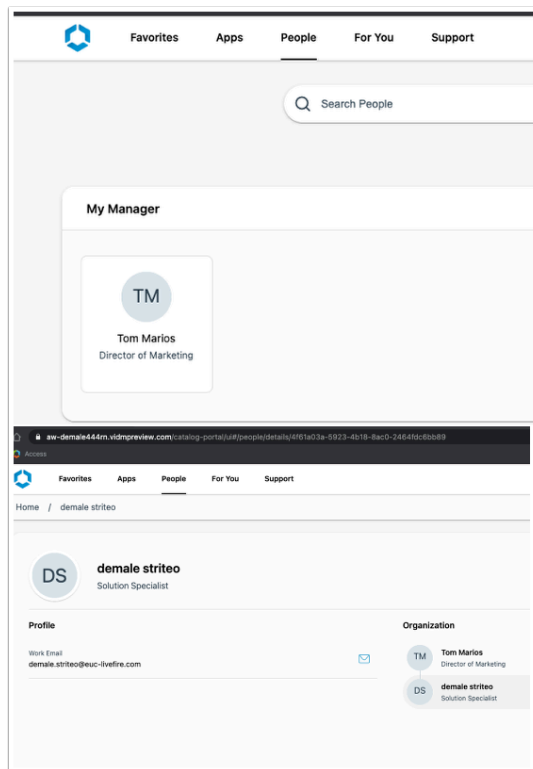 Favorites Apps People For You Support
Search People
My Manager
TM
Tom Marios
Director of Marketing
aw-demale444rn.vidmpreview.com/catalog-portal/ui#/people/details/4f61a03a-5923-4b18-8ac0-2464fdc6bb89
Access
Favorites Apps People For You Support
Home / demale striteo
DS
demale striteo
Solution Specialist
Profile
Work Email
demale.striteo@euc-livefire.com
Organization
TM
Tom Marios
Director of Marketing
DS
demale striteo
Solution Specialist